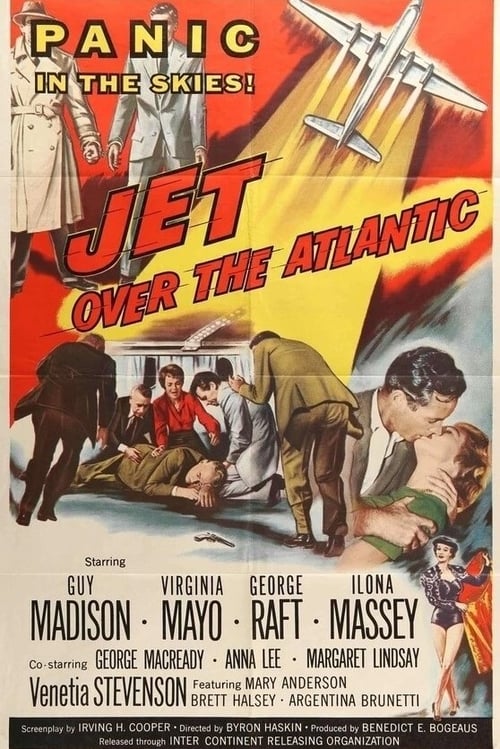 PANIC
IN THE SKIES!
JET
OVER THE ATLANTIC
Starring
GUY MADISON · VIRGINIA MAYO · GEORGE RAFT · ILONA MASSEY
Co-starring GEORGE MACREADY · ANNA LEE · MARGARET LINDSAY
Venetia STEVENSON Featuring MARY ANDERSON
BRETT HALSEY · ARGENTINA BRUNETTI
Screenplay by IRVING H. COOPER · Directed by BYRON HASKIN · Produced by BENEDICT E. BOGEAUS
Released through INTER CONTINENT RELEASING ORGANIZATION